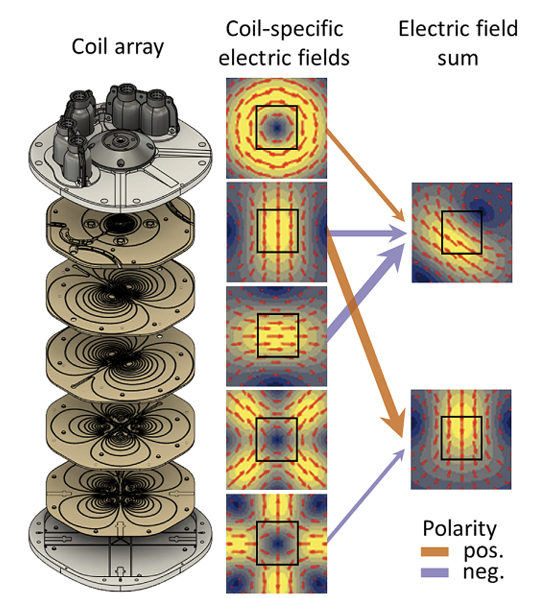 Coil array
Coil-specific
electric fields
Electric field
sum
Polarity
pos.
neg.